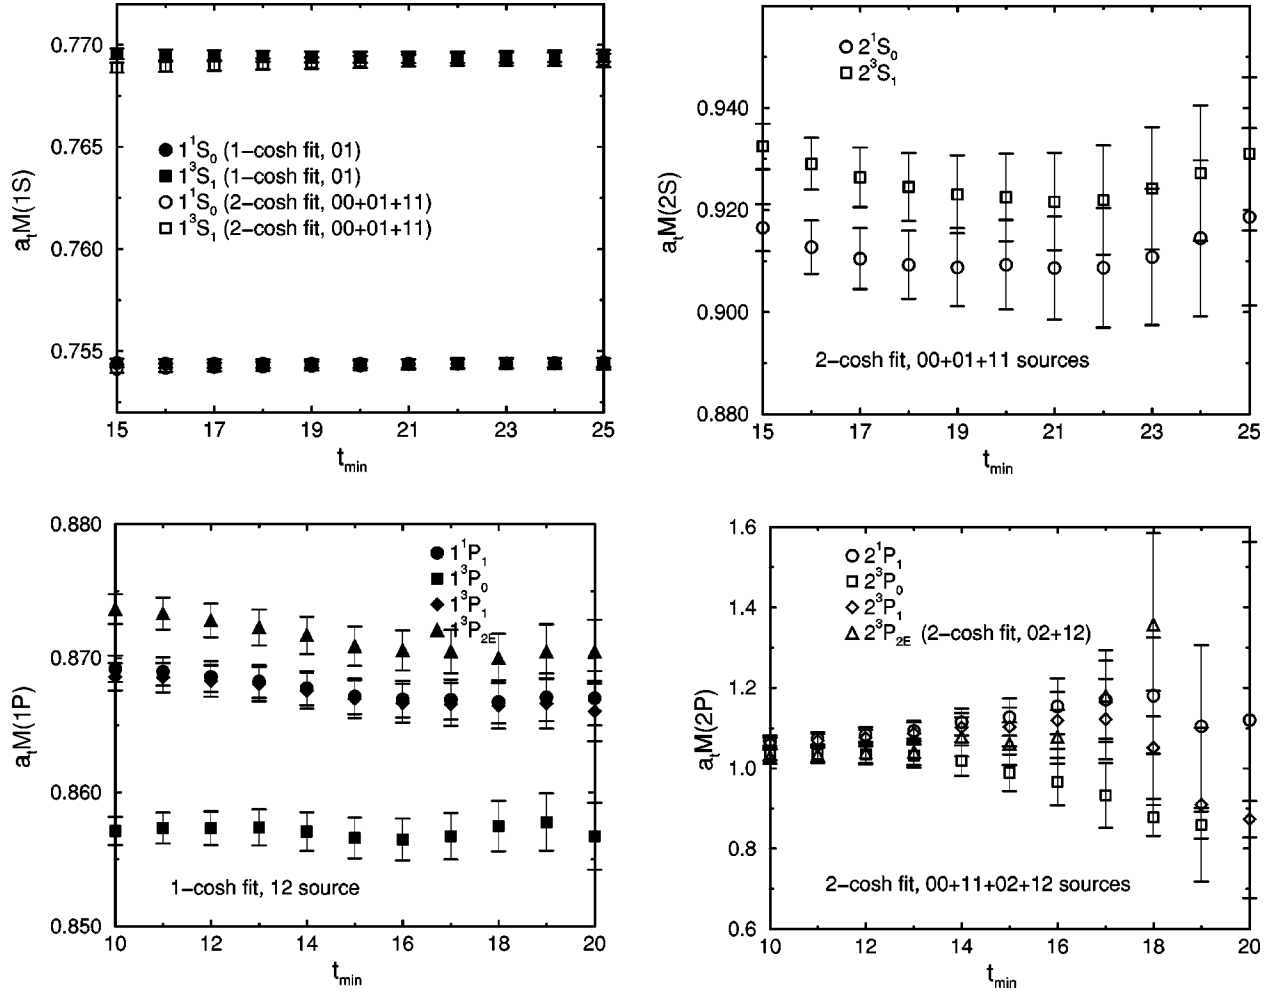 0.770
0.765
0.760
0.755
15 17 19 21 23 25
a_tM(1S)
t_min
1^1S_0 (1−cosh fit, 01)
1^3S_1 (1−cosh fit, 01)
1^1S_0 (2−cosh fit, 00+01+11)
1^3S_1 (2−cosh fit, 00+01+11)
0.940
0.920
0.900
0.880
15 17 19 21 23 25
a_tM(2S)
t_min
2^1S_0
2^3S_1
2−cosh fit, 00+01+11 sources
0.880
0.870
0.860
0.850
10 12 14 16 18 20
a_tM(1P)
t_min
1^1P_1
1^3P_0
1^3P_1
1^3P_2E
1−cosh fit, 12 source
1.6
1.4
1.2
1.0
0.8
0.6
10 12 14 16 18 20
a_tM(2P)
t_min
2^1P_1
2^3P_0
2^3P_1
2^3P_2E (2−cosh fit, 02+12)
2−cosh fit, 00+11+02+12 sources